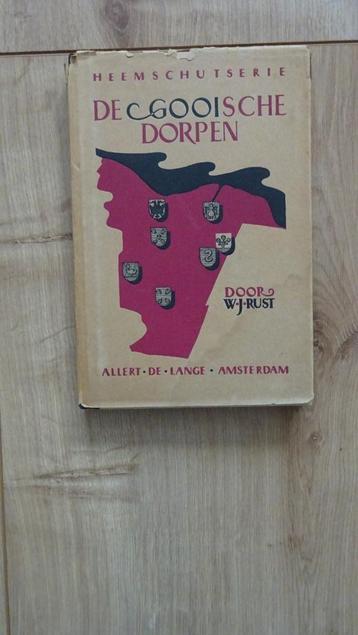 HEEMSCHUTSERIE
DE GOOISCHE
DORPEN
DOOR
W·J·RUST
ALLERT·DE·LANGE·AMSTERDAM